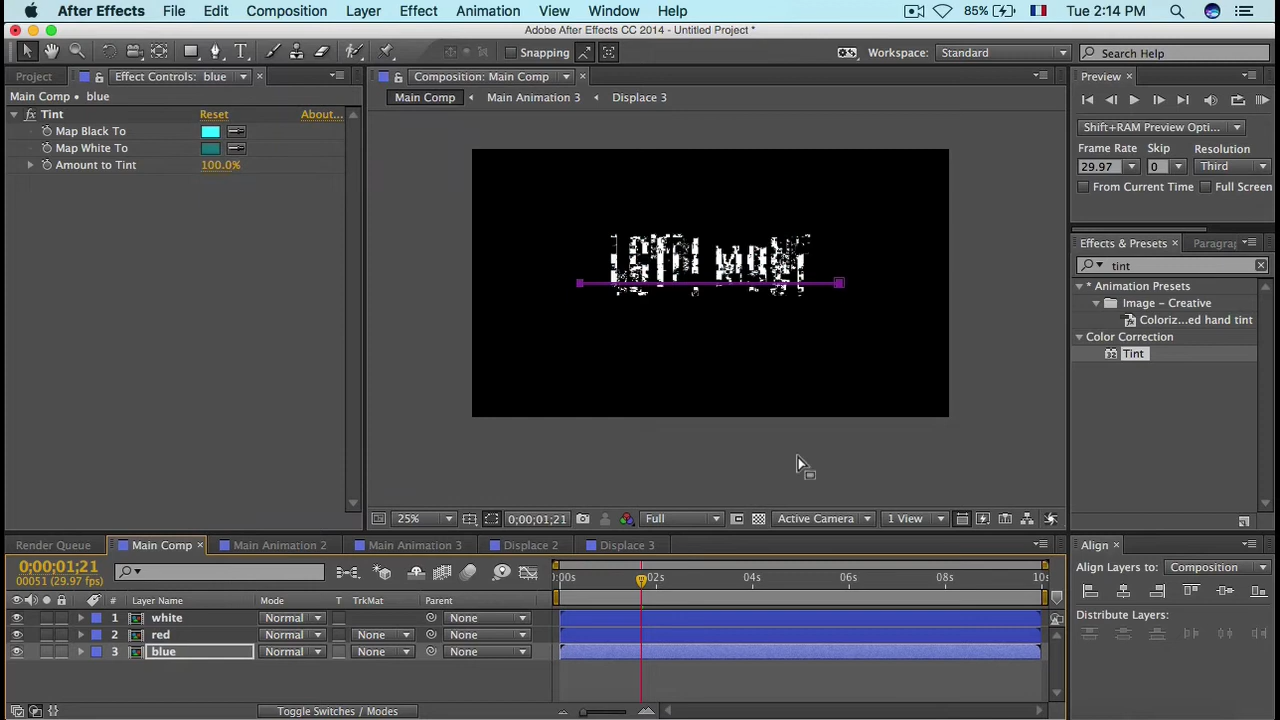 After Effects File Edit Composition Layer Effect Animation View Window Help 85% Tue 2:14 PM
Adobe After Effects CC 2014 - Untitled Project *
Snapping Workspace: Standard Search Help
Project Effect Controls: blue Composition: Main Comp Preview
Main Comp • blue Main Comp Main Animation 3 Displace 3
fx Tint Reset About...
Map Black To
Map White To
Amount to Tint 100.0%
Shift+RAM Preview Opti...
Frame Rate Skip Resolution
29.97 0 Third
From Current Time Full Screen
Effects & Presets Paragra
tint
* Animation Presets
Image – Creative
Coloriz...ed hand tint
Color Correction
Tint
25% 0;00;01;21 Full Active Camera 1 View
Render Queue Main Comp Main Animation 2 Main Animation 3 Displace 2 Displace 3
Align
0;00;01;21
00051 (29.97 fps)
:00s 02s 04s 06s 08s 10s
Align Layers to: Composition
# Layer Name Mode T TrkMat Parent
1 white Normal None
2 red Normal None None
3 blue Normal None None
Distribute Layers:
Toggle Switches / Modes